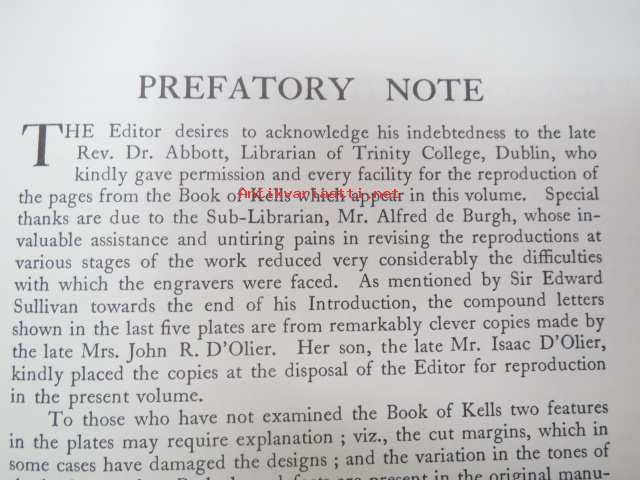 PREFATORY NOTE
THE Editor desires to acknowledge his indebtedness to the late
Rev. Dr. Abbott, Librarian of Trinity College, Dublin, who
kindly gave permission and every facility for the reproduction of
the pages from the Book of Kells which appear in this volume. Special
Antikvariaatti.net
thanks are due to the Sub-Librarian, Mr. Alfred de Burgh, whose in-
valuable assistance and untiring pains in revising the reproductions at
various stages of the work reduced very considerably the difficulties
with which the engravers were faced. As mentioned by Sir Edward
Sullivan towards the end of his Introduction, the compound letters
shown in the last five plates are from remarkably clever copies made by
the late Mrs. John R. D'Olier. Her son, the late Mr. Isaac D'Olier,
kindly placed the copies at the disposal of the Editor for reproduction
in the present volume.
To those who have not examined the Book of Kells two features
in the plates may require explanation ; viz., the cut margins, which in
some cases have damaged the designs ; and the variation in the tones of
are present in the original manu-